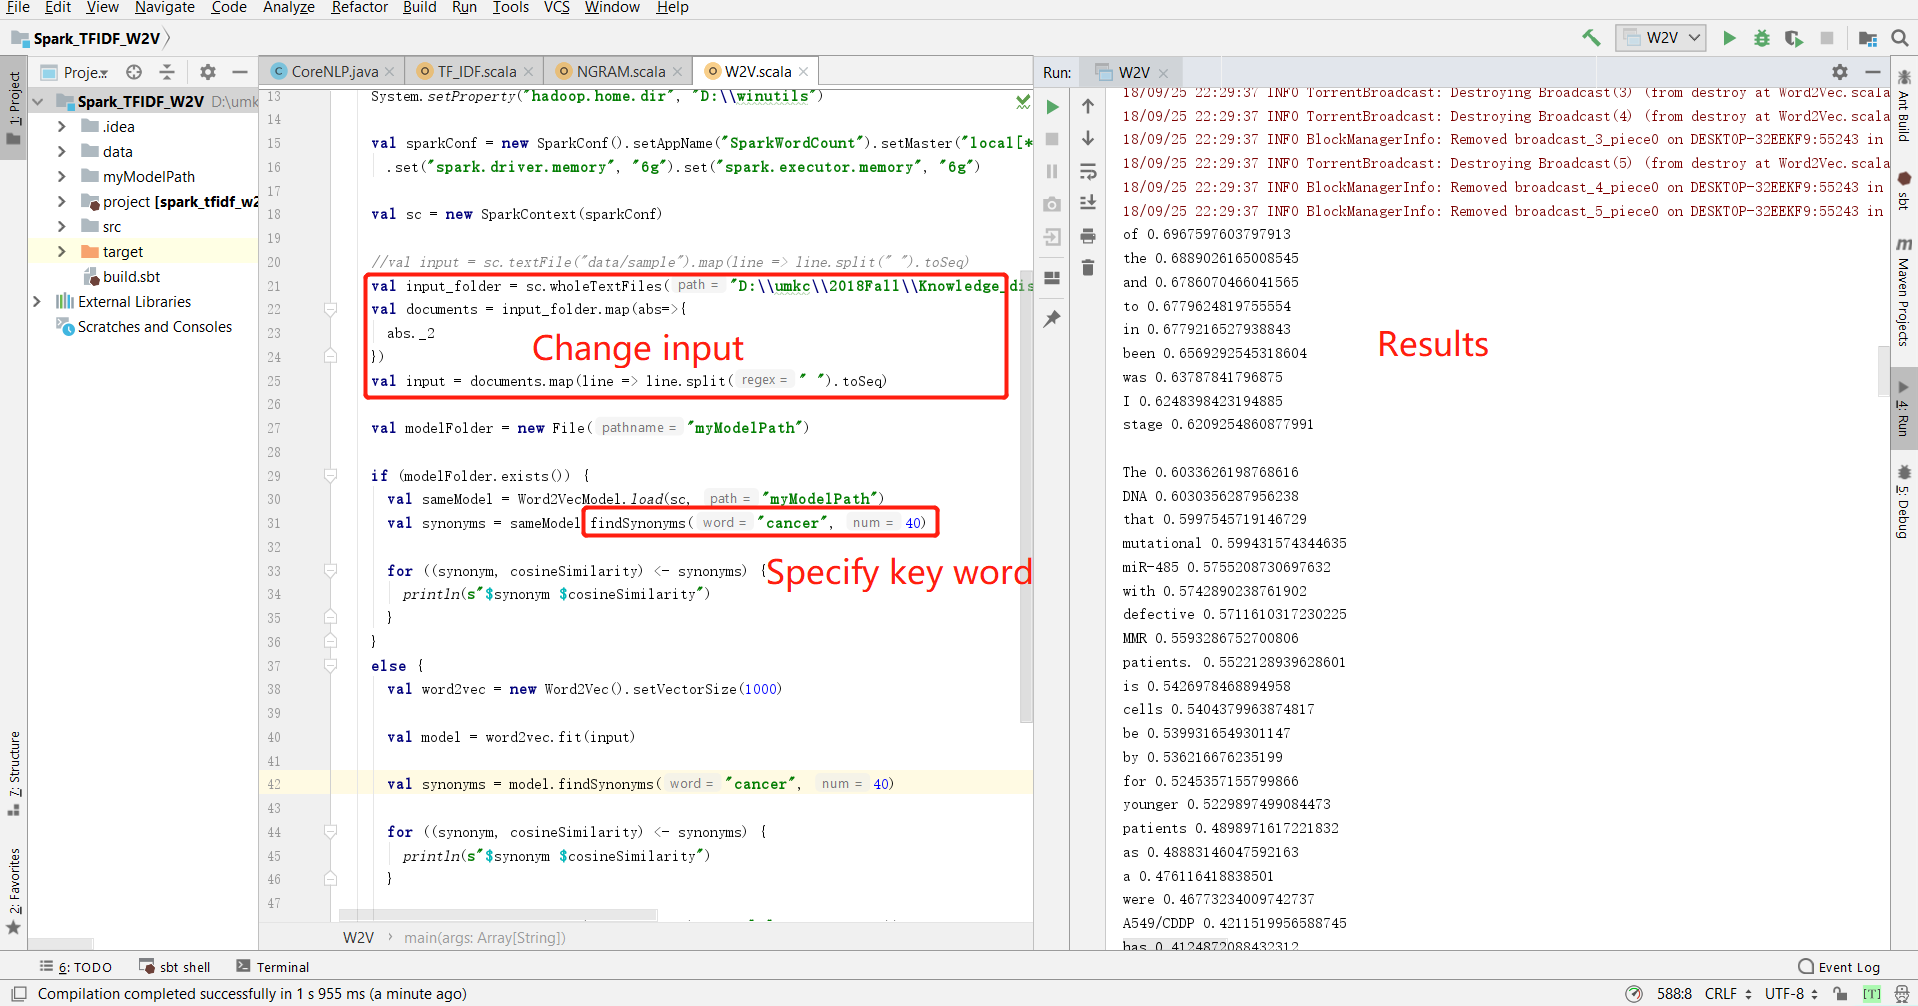 File Edit View Navigate Code Analyze Refactor Build Run Tools VCS Window Help
Spark_TFIDF_W2V
W2V
1: Project
7: Structure
2: Favorites
Proje..
Spark_TFIDF_W2V D:\umk
.idea
data
myModelPath
project [spark_tfidf_w2
src
target
build.sbt
External Libraries
Scratches and Consoles
CoreNLP.java
TF_IDF.scala
NGRAM.scala
W2V.scala
13 System.setProperty("hadoop.home.dir", "D:\\winutils")
14
15 val sparkConf = new SparkConf().setAppName("SparkWordCount").setMaster("local[*
16 .set("spark.driver.memory", "6g").set("spark.executor.memory", "6g")
17
18 val sc = new SparkContext(sparkConf)
19
20 //val input = sc.textFile("data/sample").map(line => line.split(" ").toSeq)
21 val input_folder = sc.wholeTextFiles( path = "D:\\umkc\\2018Fall\\Knowledge_dis
22 val documents = input_folder.map(abs=>{
23 abs._2
24 })
25 val input = documents.map(line => line.split( regex = " ").toSeq)
Change input
26
27 val modelFolder = new File( pathname = "myModelPath")
28
29 if (modelFolder.exists()) {
30 val sameModel = Word2VecModel.load(sc, path = "myModelPath")
31 val synonyms = sameModel findSynonyms( word = "cancer", num = 40)
32
33 for ((synonym, cosineSimilarity) <- synonyms) {
Specify key word
34 println(s"$synonym $cosineSimilarity")
35 }
36 }
37 else {
38 val word2vec = new Word2Vec().setVectorSize(1000)
39
40 val model = word2vec.fit(input)
41
42 val synonyms = model.findSynonyms( word = "cancer", num = 40)
43
44 for ((synonym, cosineSimilarity) <- synonyms) {
45 println(s"$synonym $cosineSimilarity")
46 }
47
W2V main(args: Array[String])
Run: W2V
18/09/25 22:29:37 INFO TorrentBroadcast: Destroying Broadcast(3) (from destroy at Word2Vec.scala
18/09/25 22:29:37 INFO TorrentBroadcast: Destroying Broadcast(4) (from destroy at Word2Vec.scala
18/09/25 22:29:37 INFO BlockManagerInfo: Removed broadcast_3_piece0 on DESKTOP-32EEKF9:55243 in
18/09/25 22:29:37 INFO TorrentBroadcast: Destroying Broadcast(5) (from destroy at Word2Vec.scala
18/09/25 22:29:37 INFO BlockManagerInfo: Removed broadcast_4_piece0 on DESKTOP-32EEKF9:55243 in
18/09/25 22:29:37 INFO BlockManagerInfo: Removed broadcast_5_piece0 on DESKTOP-32EEKF9:55243 in
of 0.6967597603797913
the 0.6889026165008545
and 0.6786070466041565
to 0.6779624819755554
in 0.6779216527938843
been 0.6569292545318604
was 0.63787841796875
I 0.6248398423194885
stage 0.6209254860877991
Results
The 0.6033626198768616
DNA 0.6030356287956238
that 0.5997545719146729
mutational 0.599431574344635
miR-485 0.5755208730697632
with 0.5742890238761902
defective 0.5711610317230225
MMR 0.5593286752700806
patients. 0.5522128939628601
is 0.5426978468894958
cells 0.5404379963874817
be 0.5399316549301147
by 0.536216676235199
for 0.5245357155799866
younger 0.5229897499084473
patients 0.4898971617221832
as 0.48883146047592163
a 0.476116418838501
were 0.46773234009742737
A549/CDDP 0.4211519956588745
has 0.4124872088432312
Ant Build
sbt
Maven Projects
4: Run
5: Debug
6: TODO
sbt shell
Terminal
Event Log
Compilation completed successfully in 1 s 955 ms (a minute ago)
588:8 CRLF UTF-8 [T]